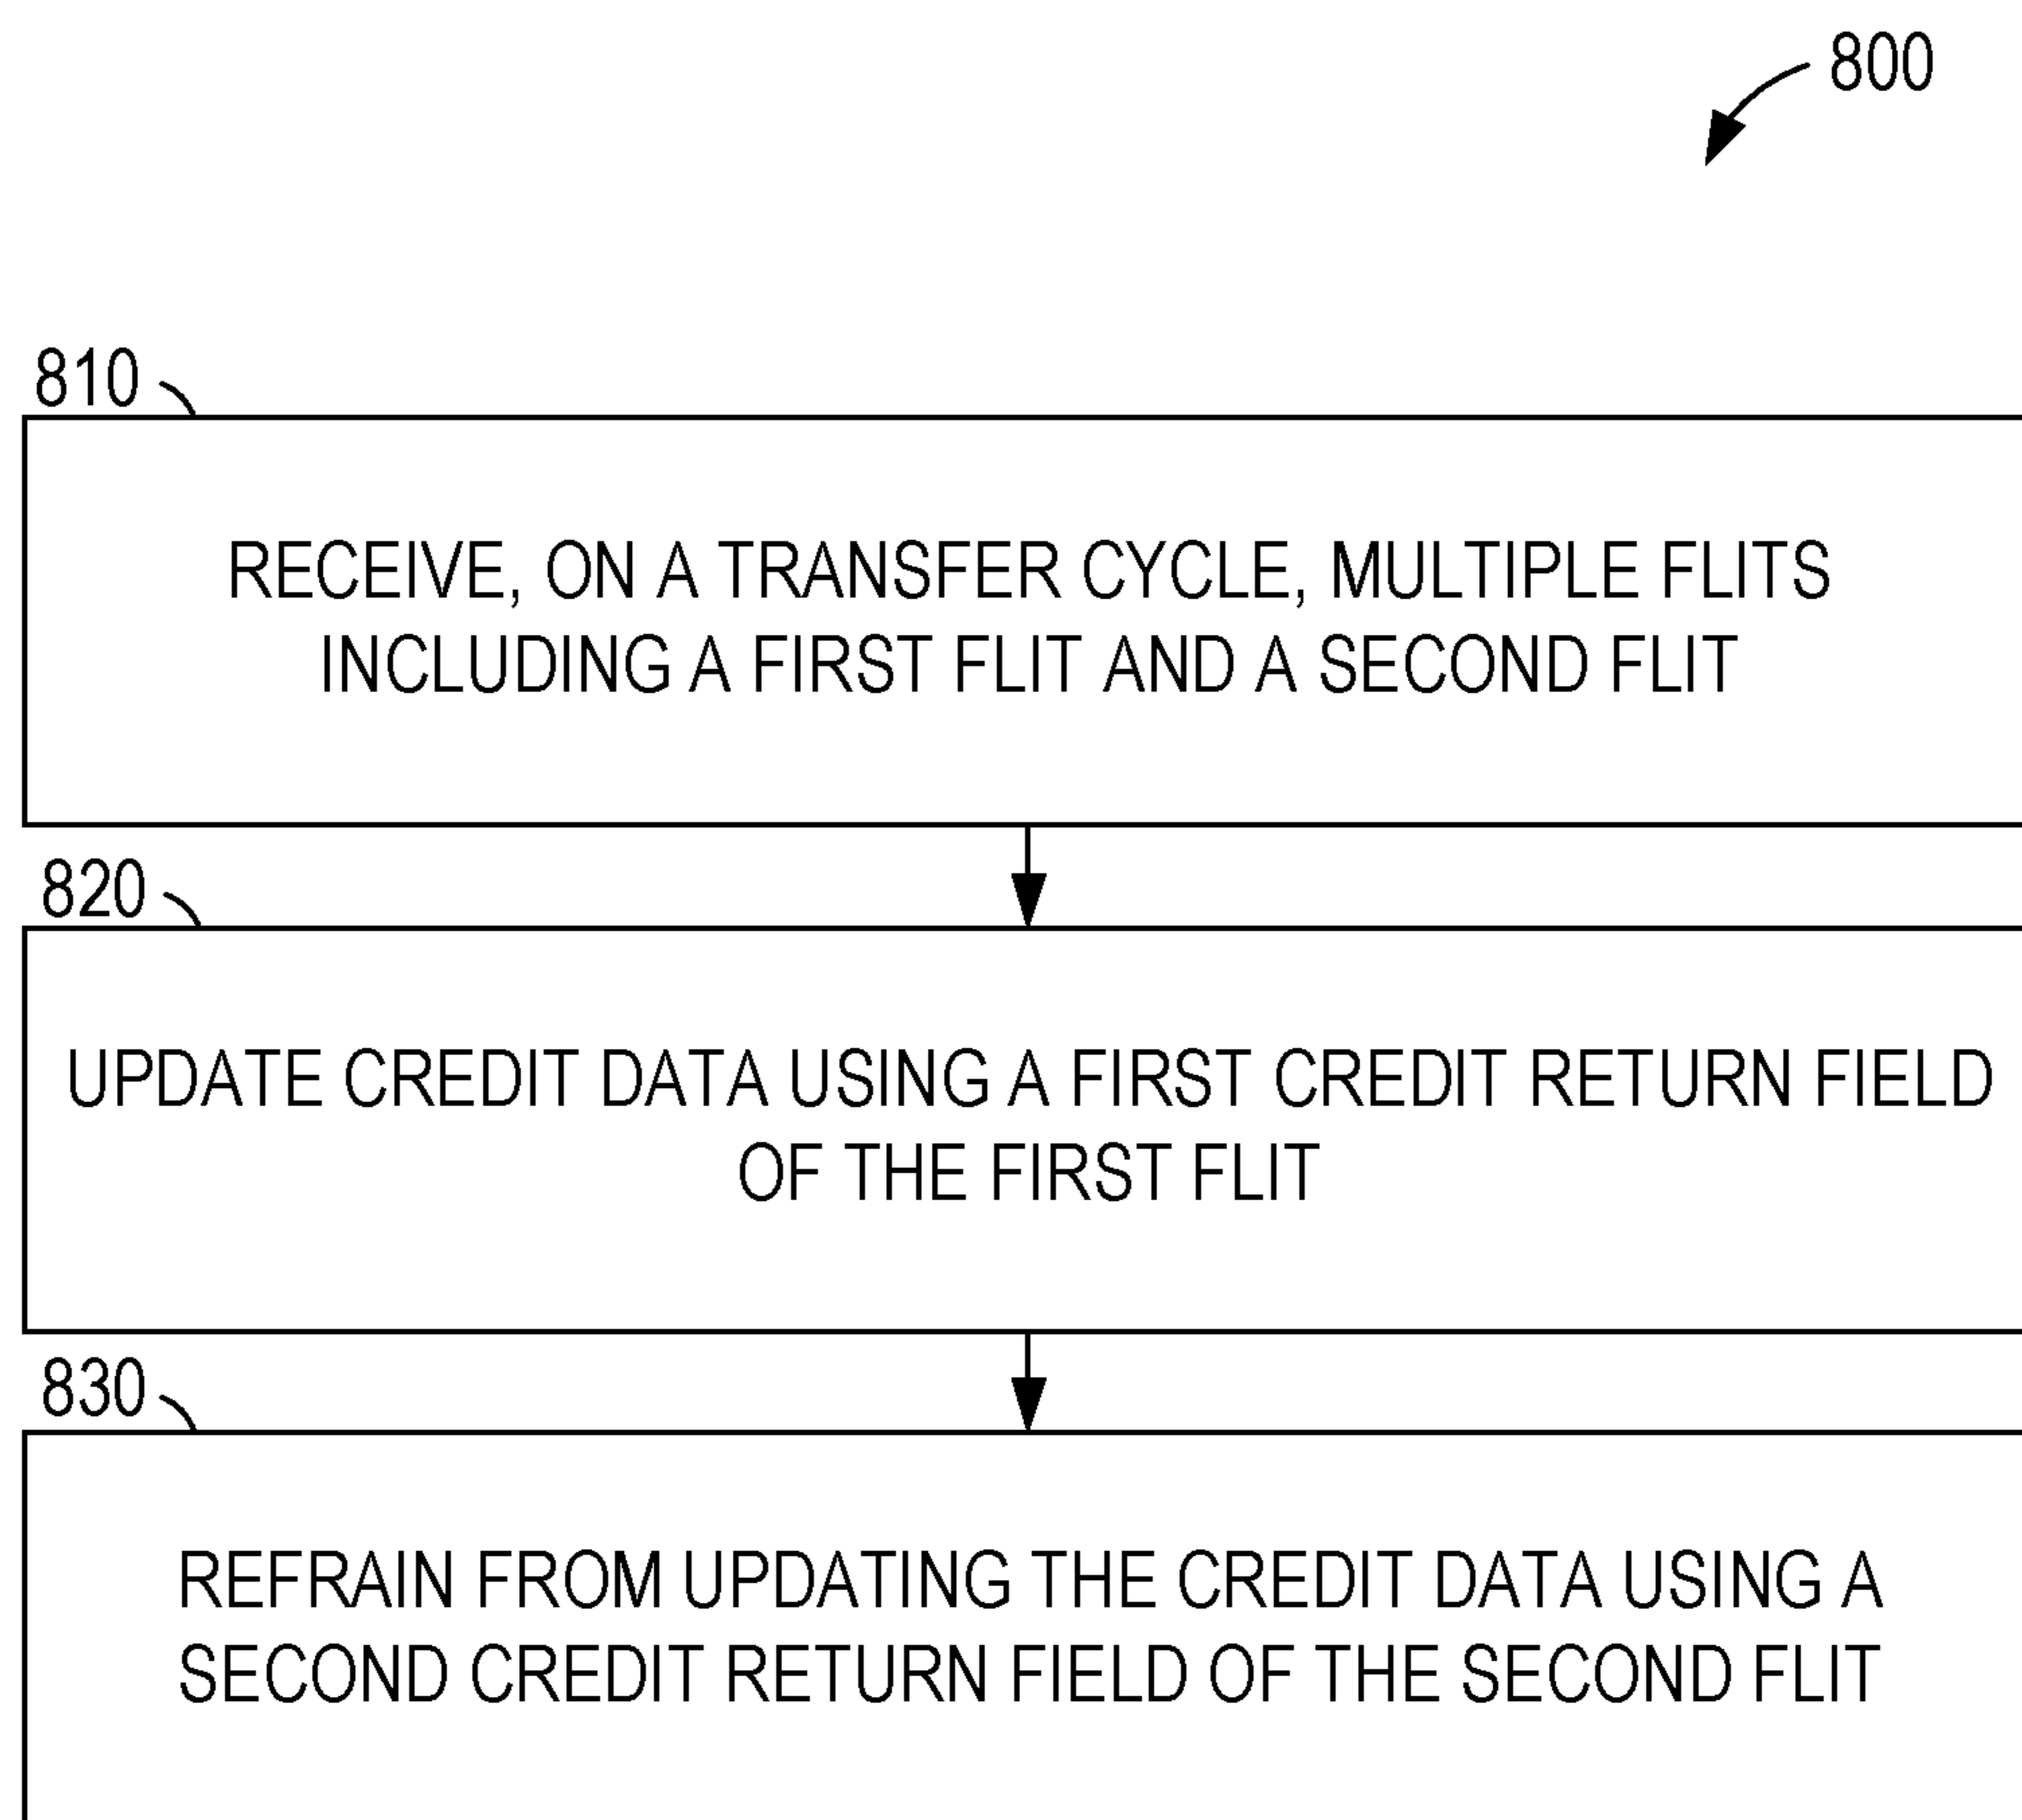 800
810
RECEIVE, ON A TRANSFER CYCLE, MULTIPLE FLITS
INCLUDING A FIRST FLIT AND A SECOND FLIT
820
UPDATE CREDIT DATA USING A FIRST CREDIT RETURN FIELD
OF THE FIRST FLIT
830
REFRAIN FROM UPDATING THE CREDIT DATA USING A
SECOND CREDIT RETURN FIELD OF THE SECOND FLIT